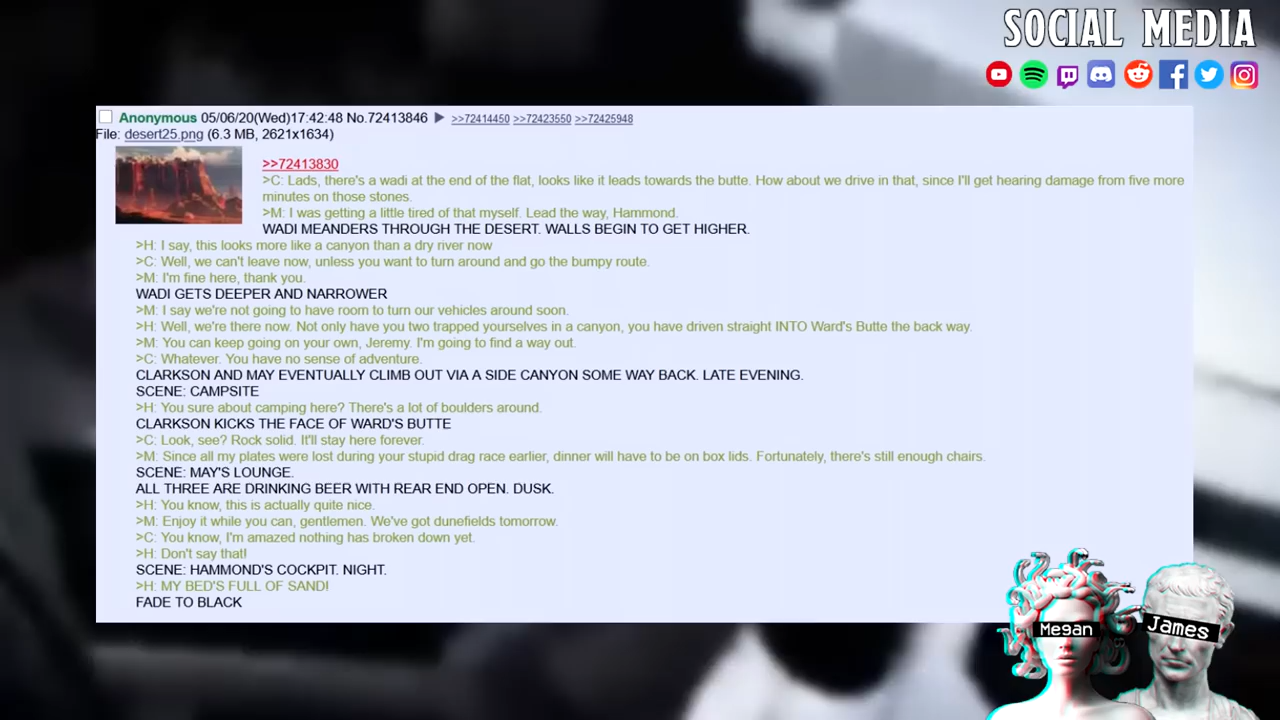 SOCIAL MEDIA
Anonymous 05/06/20(Wed)17:42:48 No.72413846 ▶ >>72414450 >>72423550 >>72425948
File: desert25.png (6.3 MB, 2621x1634)
>>72413830
>C: Lads, there's a wadi at the end of the flat, looks like it leads towards the butte. How about we drive in that, since I'll get hearing damage from five more
minutes on those stones.
>M: I was getting a little tired of that myself. Lead the way, Hammond.
WADI MEANDERS THROUGH THE DESERT. WALLS BEGIN TO GET HIGHER.
>H: I say, this looks more like a canyon than a dry river now
>C: Well, we can't leave now, unless you want to turn around and go the bumpy route.
>M: I'm fine here, thank you.
WADI GETS DEEPER AND NARROWER
>M: I say we're not going to have room to turn our vehicles around soon.
>H: Well, we're there now. Not only have you two trapped yourselves in a canyon, you have driven straight INTO Ward's Butte the back way.
>M: You can keep going on your own, Jeremy. I'm going to find a way out.
>C: Whatever. You have no sense of adventure.
CLARKSON AND MAY EVENTUALLY CLIMB OUT VIA A SIDE CANYON SOME WAY BACK. LATE EVENING.
SCENE: CAMPSITE
>H: You sure about camping here? There's a lot of boulders around.
CLARKSON KICKS THE FACE OF WARD'S BUTTE
>C: Look, see? Rock solid. It'll stay here forever.
>M: Since all my plates were lost during your stupid drag race earlier, dinner will have to be on box lids. Fortunately, there's still enough chairs.
SCENE: MAY'S LOUNGE.
ALL THREE ARE DRINKING BEER WITH REAR END OPEN. DUSK.
>H: You know, this is actually quite nice.
>M: Enjoy it while you can, gentlemen. We've got dunefields tomorrow.
>C: You know, I'm amazed nothing has broken down yet.
>H: Don't say that!
SCENE: HAMMOND'S COCKPIT. NIGHT.
>H: MY BED'S FULL OF SAND!
FADE TO BLACK
Megan
James